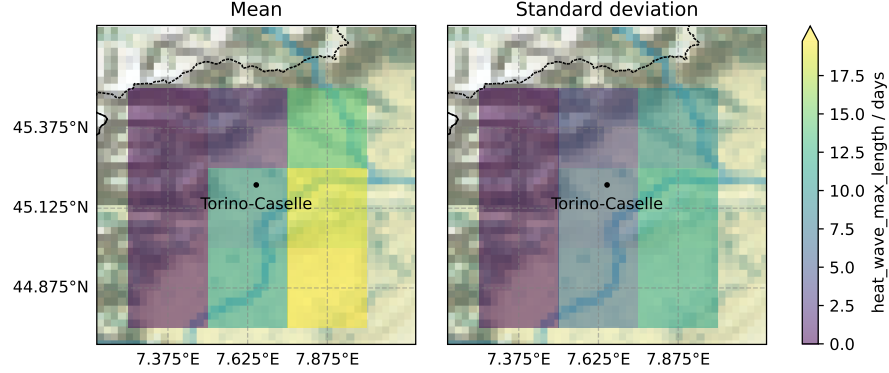 Mean
Standard deviation
45.375°N
45.125°N
44.875°N
Torino-Caselle
Torino-Caselle
7.375°E 7.625°E 7.875°E
7.375°E 7.625°E 7.875°E
17.5
15.0
12.5
10.0
7.5
5.0
2.5
0.0
heat_wave_max_length / days